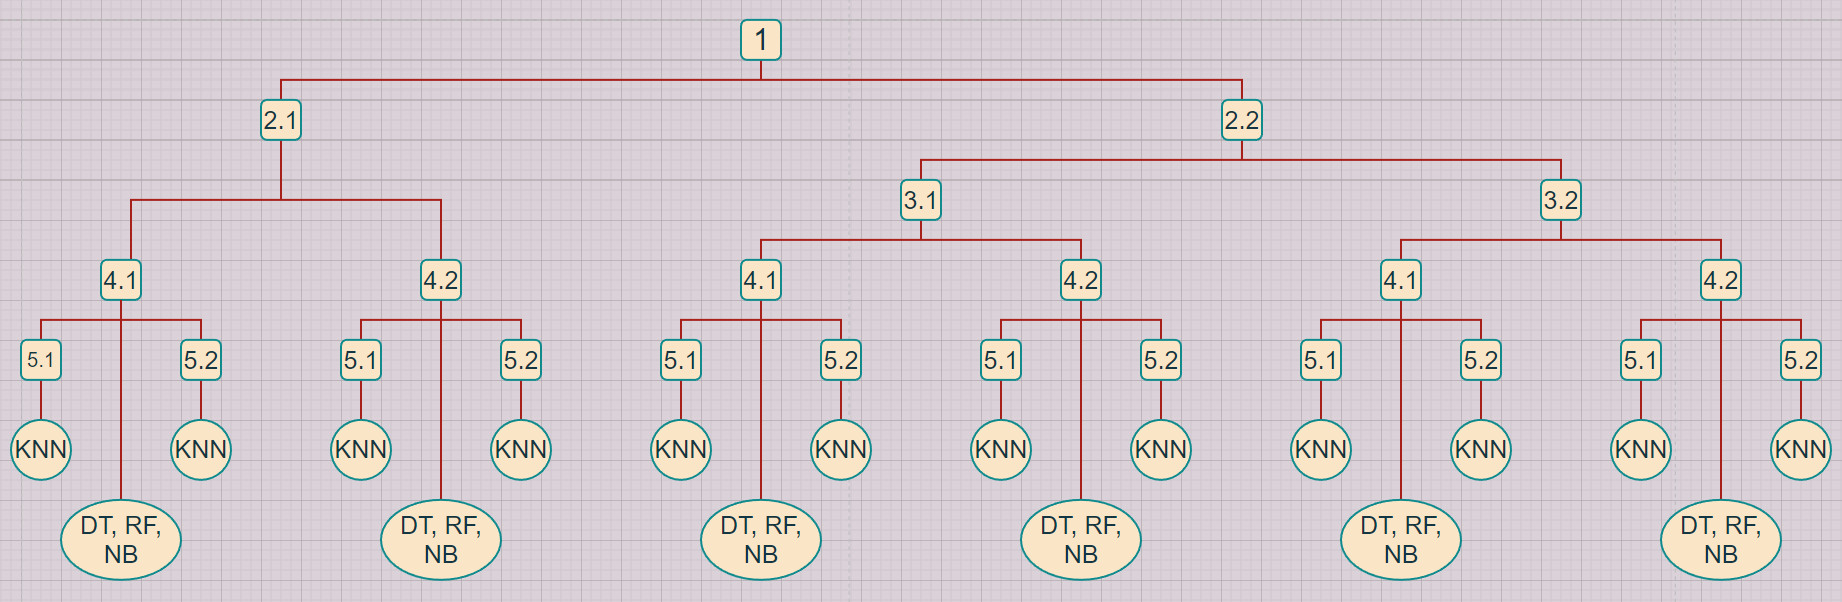 1
2.1
2.2
3.1
3.2
4.1
4.2
4.1
4.2
4.1
4.2
5.1
5.2
5.1
5.2
5.1
5.2
5.1
5.2
5.1
5.2
5.1
5.2
KNN
KNN
KNN
KNN
KNN
KNN
KNN
KNN
KNN
KNN
KNN
KNN
DT, RF,
NB
DT, RF,
NB
DT, RF,
NB
DT, RF,
NB
DT, RF,
NB
DT, RF,
NB